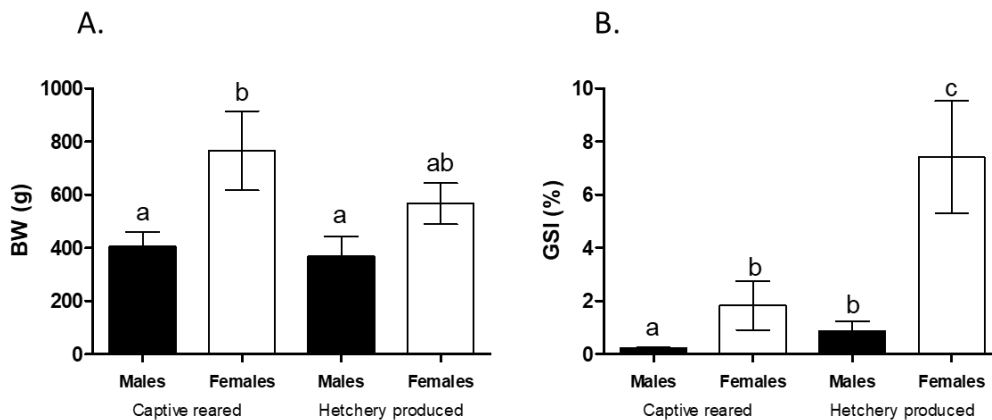 A.
BW (g)
1000
800
600
400
200
0
a
b
a
ab
Males Females Males Females
Captive reared Hetchery produced
B.
GSI (%)
10
8
6
4
2
0
a
b
b
c
Males Females Males Females
Captive reared Hetchery produced